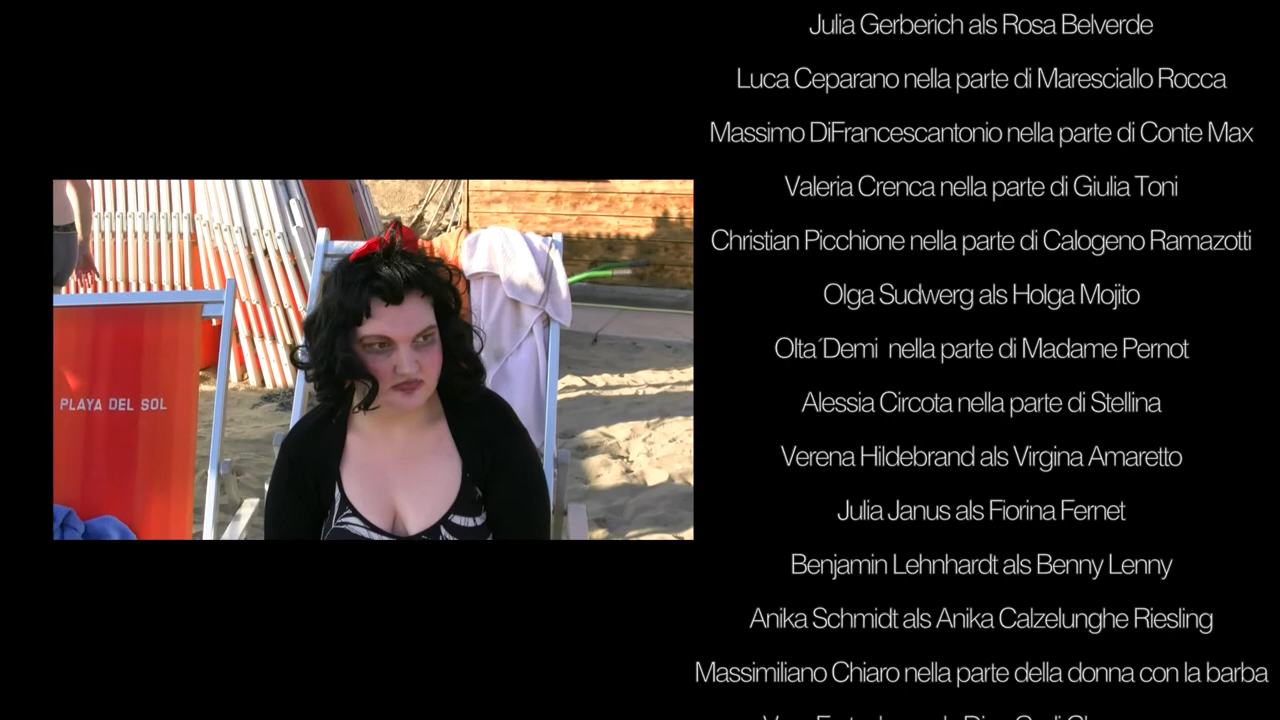 Julia Gerberich als Rosa Belverde
Luca Ceparano nella parte di Maresciallo Rocca
Massimo DiFrancescantonio nella parte di Conte Max
Valeria Crenca nella parte di Giulia Toni
Christian Picchione nella parte di Calogeno Ramazotti
Olga Sudwerg als Holga Mojito
Olta´Demi nella parte di Madame Pernot
Alessia Circota nella parte di Stellina
Verena Hildebrand als Virgina Amaretto
Julia Janus als Fiorina Fernet
Benjamin Lehnhardt als Benny Lenny
Anika Schmidt als Anika Calzelunghe Riesling
Massimiliano Chiaro nella parte della donna con la barba
PLAYA DEL SOL